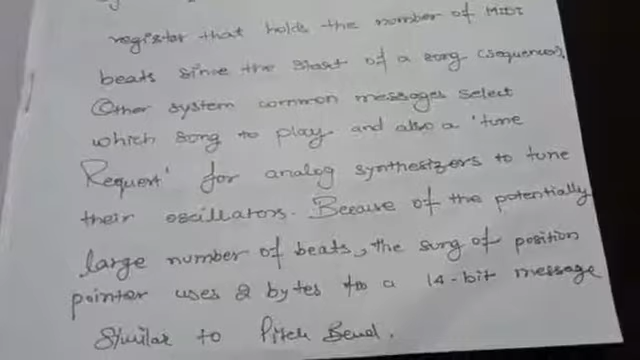 register that holds the number of MIDI
beats since the start of a song (sequence).
Other system common messages select
which song to play and also a 'tune
Request' for analog synthesizers to tune
their oscillators. Because of the potentially
large number of beats, the song of position
pointer uses 2 bytes to a 14-bit message
Similar to Pitch Bend.